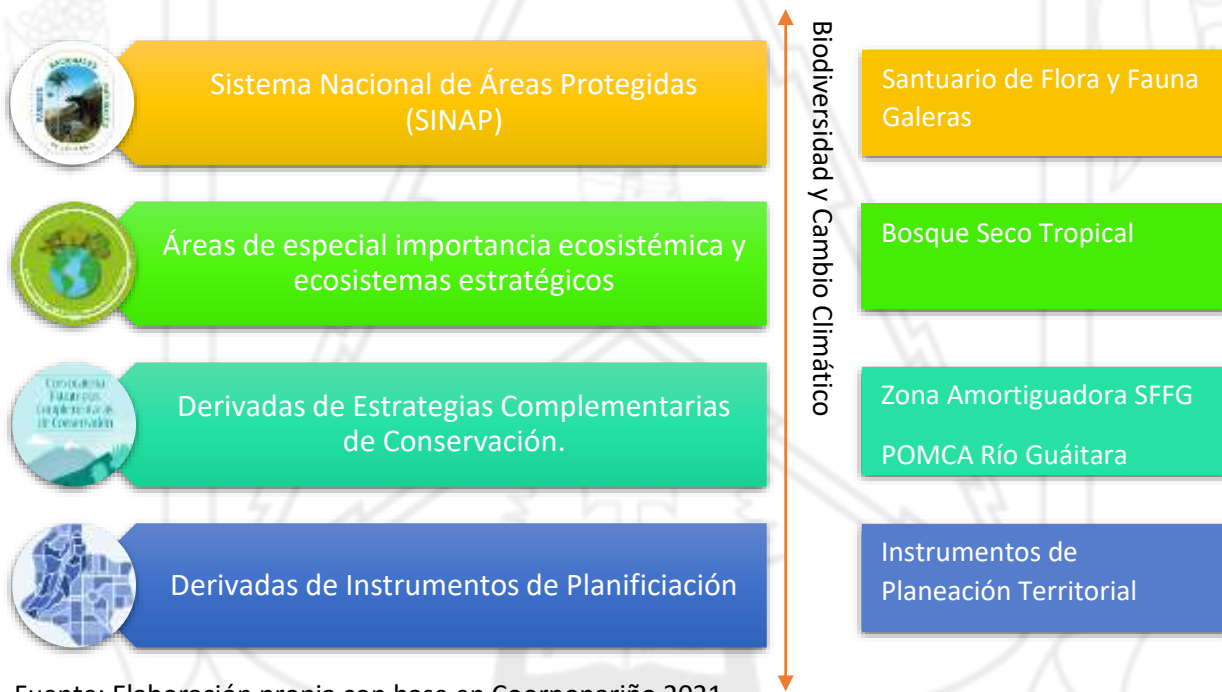 Sistema Nacional de Áreas Protegidas
(SINAP)
Santuario de Flora y Fauna
Galeras
Áreas de especial importancia ecosistémica y
ecosistemas estratégicos
Bosque Seco Tropical
Biodiversidad y Cambio Climático
Derivadas de Estrategias Complementarias
de Conservación.
Zona Amortiguadora SFFG
POMCA Río Guáitara
Derivadas de Instrumentos de Planificiación
Instrumentos de
Planeación Territorial
Fuente: Elaboración propia con base en Coorponariño 2021